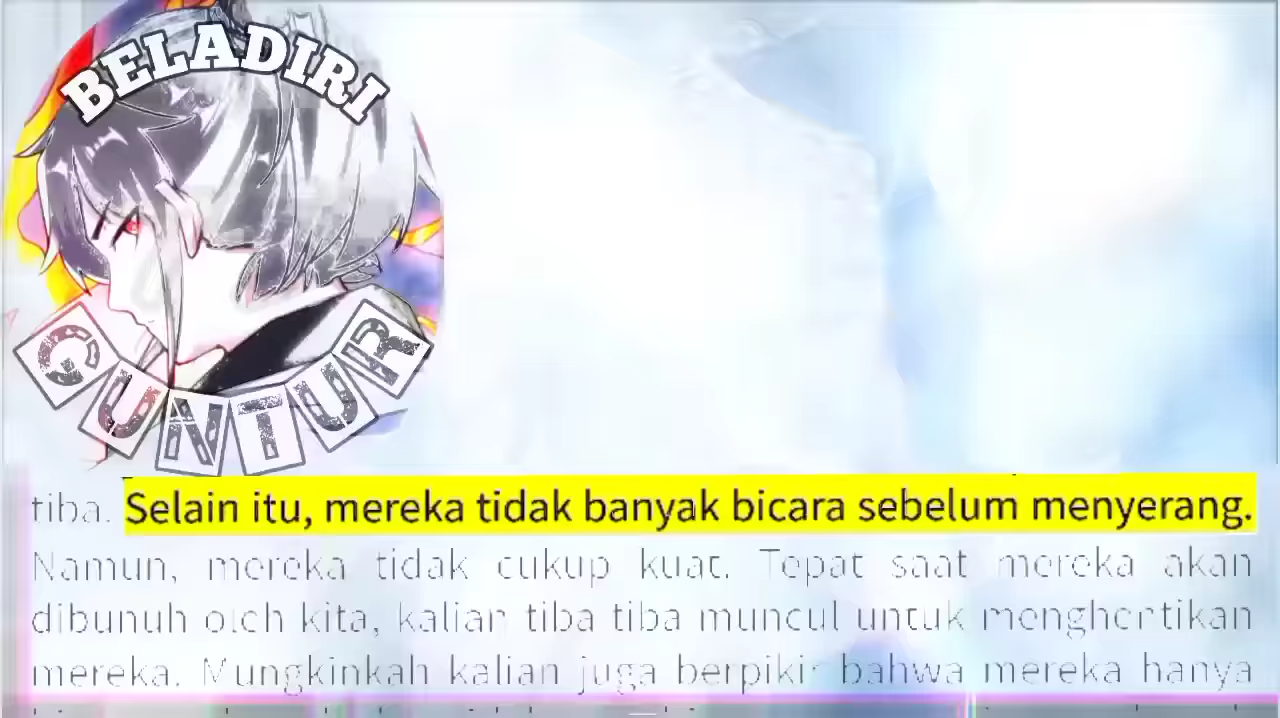 BELADIRI
GUNTUR
tiba. Selain itu, mereka tidak banyak bicara sebelum menyerang.
Namun, mereka tidak cukup kuat. Tepat saat mereka akan
dibunuh oleh kita, kalian tiba tiba muncul untuk menghentikan
mereka. Mungkinkah kalian juga berpikir bahwa mereka hanya